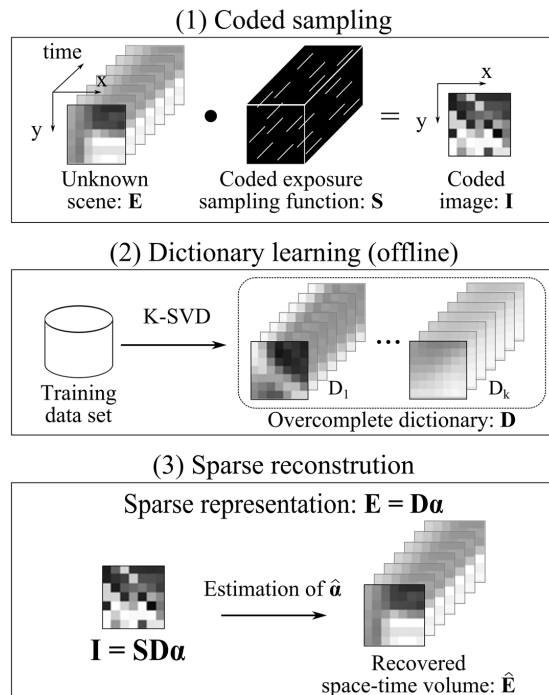 (1) Coded sampling
time
x
y
x
y
Unknown
scene: E
Coded exposure
sampling function: S
=
Coded
image: I
(2) Dictionary learning (offline)
K-SVD
Training
data set
D1
...
Dk
Overcomplete dictionary: D
(3) Sparse reconstrution
Sparse representation: E = Dα
Estimation of α̂
I = SDα
Recovered
space-time volume: Ê